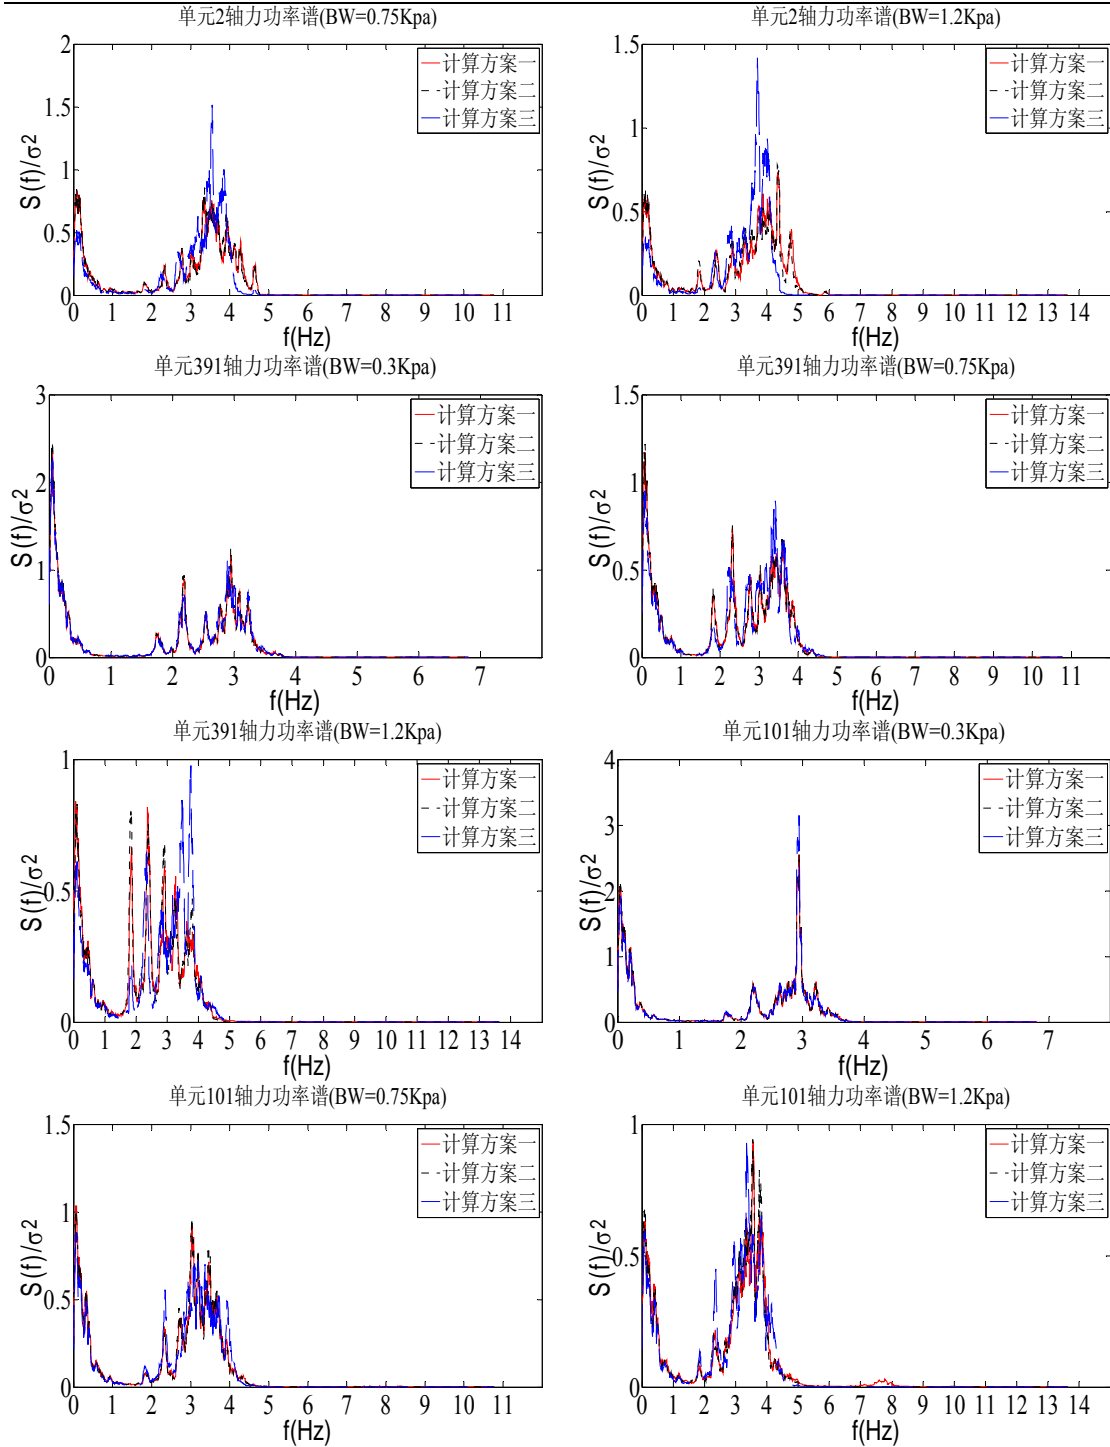 单元2轴力功率谱(BW=0.75Kpa)
S(f)/σ²
2
1.5
1
0.5
0
计算方案一
计算方案二
计算方案三
0 1 2 3 4 5 6 7 8 9 10 11
f(Hz)
单元2轴力功率谱(BW=1.2Kpa)
S(f)/σ²
1.5
1
0.5
0
计算方案一
计算方案二
计算方案三
0 1 2 3 4 5 6 7 8 9 10 11 12 13 14
f(Hz)
单元391轴力功率谱(BW=0.3Kpa)
S(f)/σ²
3
2
1
0
计算方案一
计算方案二
计算方案三
0 1 2 3 4 5 6 7
f(Hz)
单元391轴力功率谱(BW=0.75Kpa)
S(f)/σ²
1.5
1
0.5
0
计算方案一
计算方案二
计算方案三
0 1 2 3 4 5 6 7 8 9 10 11
f(Hz)
单元391轴力功率谱(BW=1.2Kpa)
S(f)/σ²
1
0.5
0
计算方案一
计算方案二
计算方案三
0 1 2 3 4 5 6 7 8 9 10 11 12 13 14
f(Hz)
单元101轴力功率谱(BW=0.3Kpa)
S(f)/σ²
4
3
2
1
0
计算方案一
计算方案二
计算方案三
0 1 2 3 4 5 6 7
f(Hz)
单元101轴力功率谱(BW=0.75Kpa)
S(f)/σ²
1.5
1
0.5
0
计算方案一
计算方案二
计算方案三
0 1 2 3 4 5 6 7 8 9 10 11
f(Hz)
单元101轴力功率谱(BW=1.2Kpa)
S(f)/σ²
1
0.5
0
计算方案一
计算方案二
计算方案三
0 1 2 3 4 5 6 7 8 9 10 11 12 13 14
f(Hz)